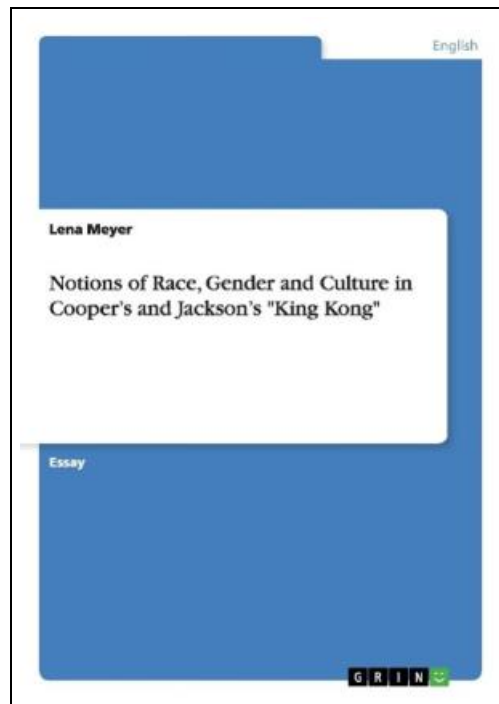 English
Lena Meyer
Notions of Race, Gender and Culture in
Cooper's and Jackson's "King Kong"
Essay
GRIN